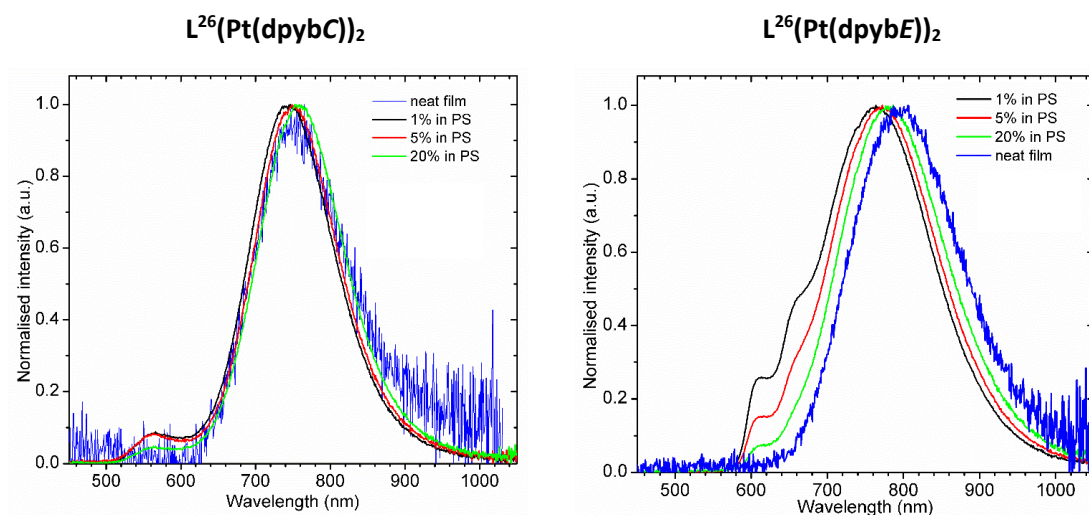 L²⁶(Pt(dpybC))₂
L²⁶(Pt(dpybE))₂
neat film
1% in PS
5% in PS
20% in PS
Normalised intensity (a.u.)
1.0
0.8
0.6
0.4
0.2
0.0
500 600 700 800 900 1000
Wavelength (nm)
1% in PS
5% in PS
20% in PS
neat film
Normalised intensity (a.u.)
1.0
0.8
0.6
0.4
0.2
0.0
500 600 700 800 900 1000
Wavelength (nm)